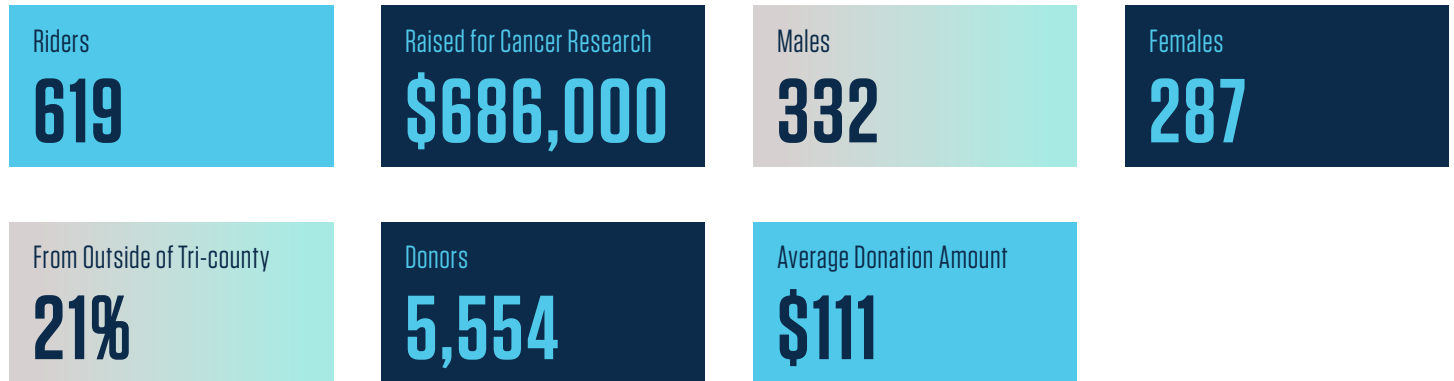 Riders
619
Raised for Cancer Research
$686,000
Males
332
Females
287
From Outside of Tri-county
21%
Donors
5,554
Average Donation Amount
$111